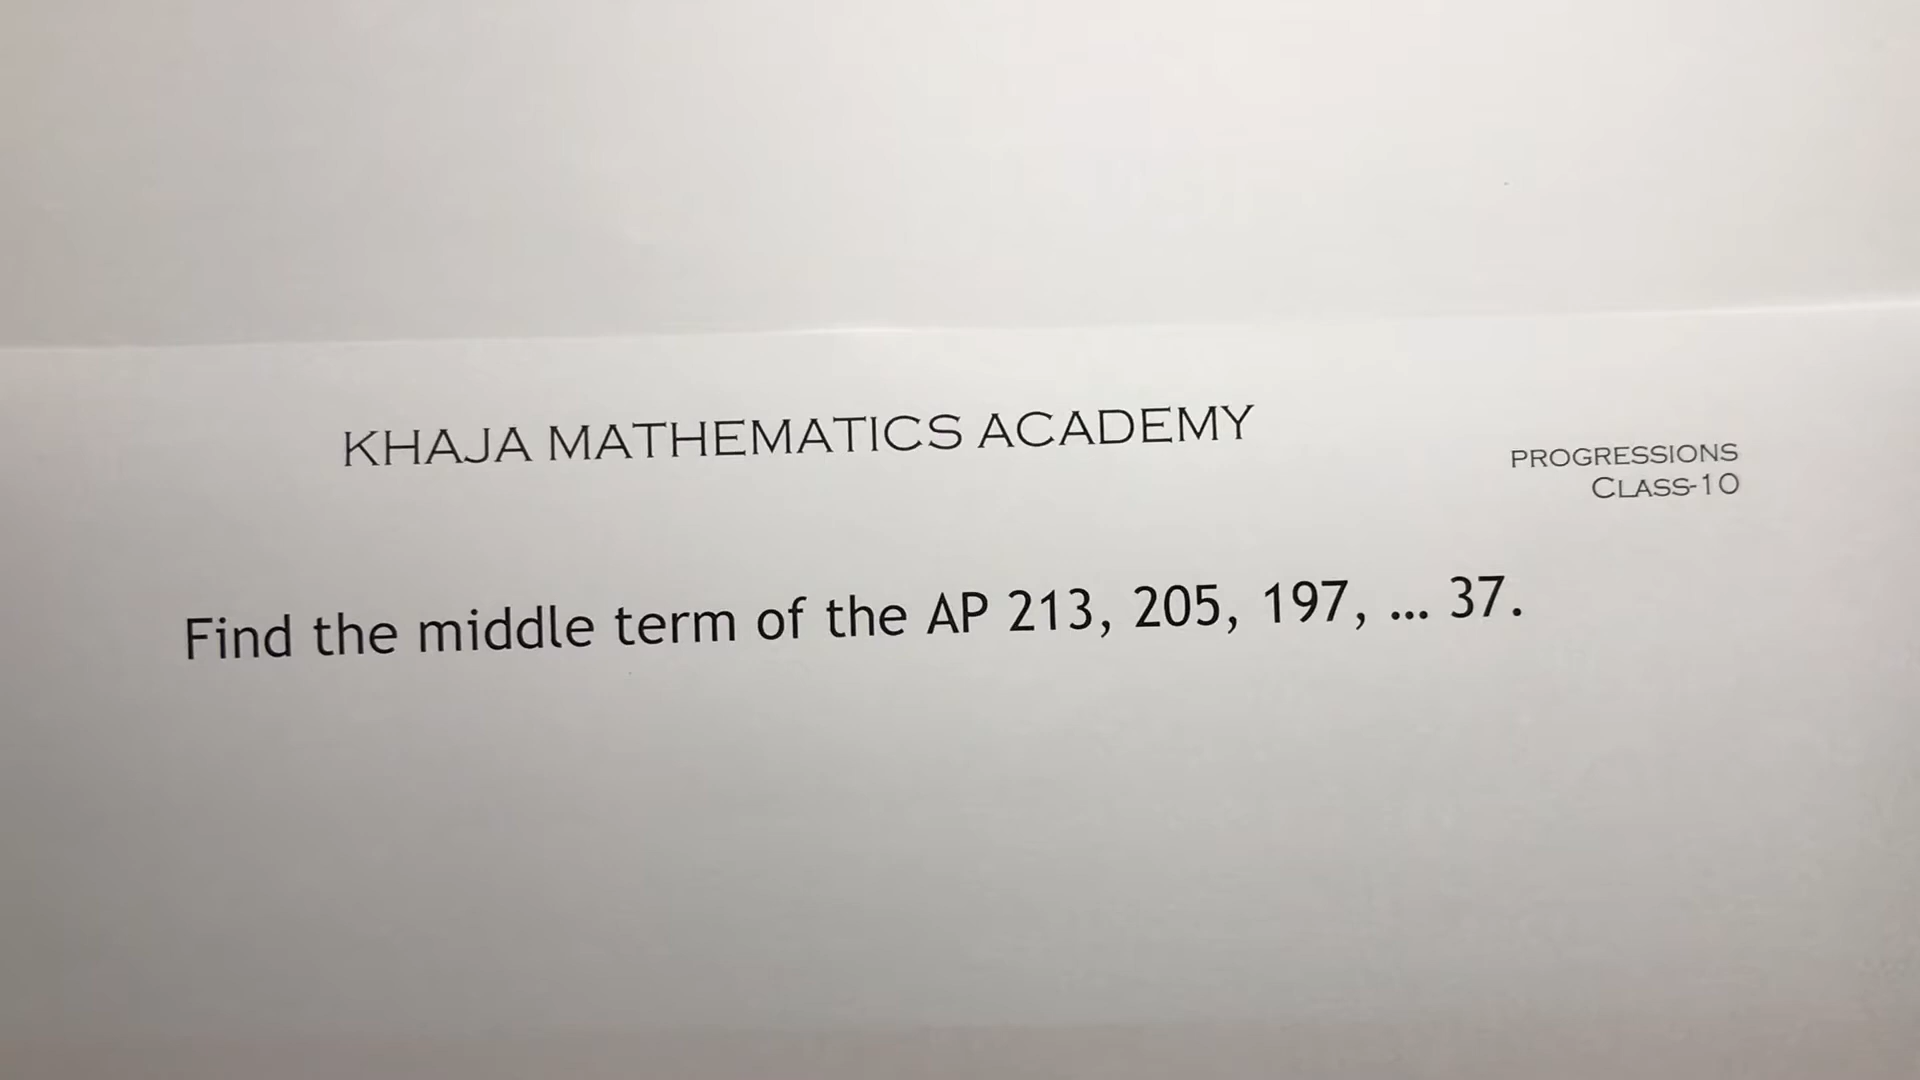 KHAJA MATHEMATICS ACADEMY
PROGRESSIONS
CLASS-10
Find the middle term of the AP 213, 205, 197, ... 37.